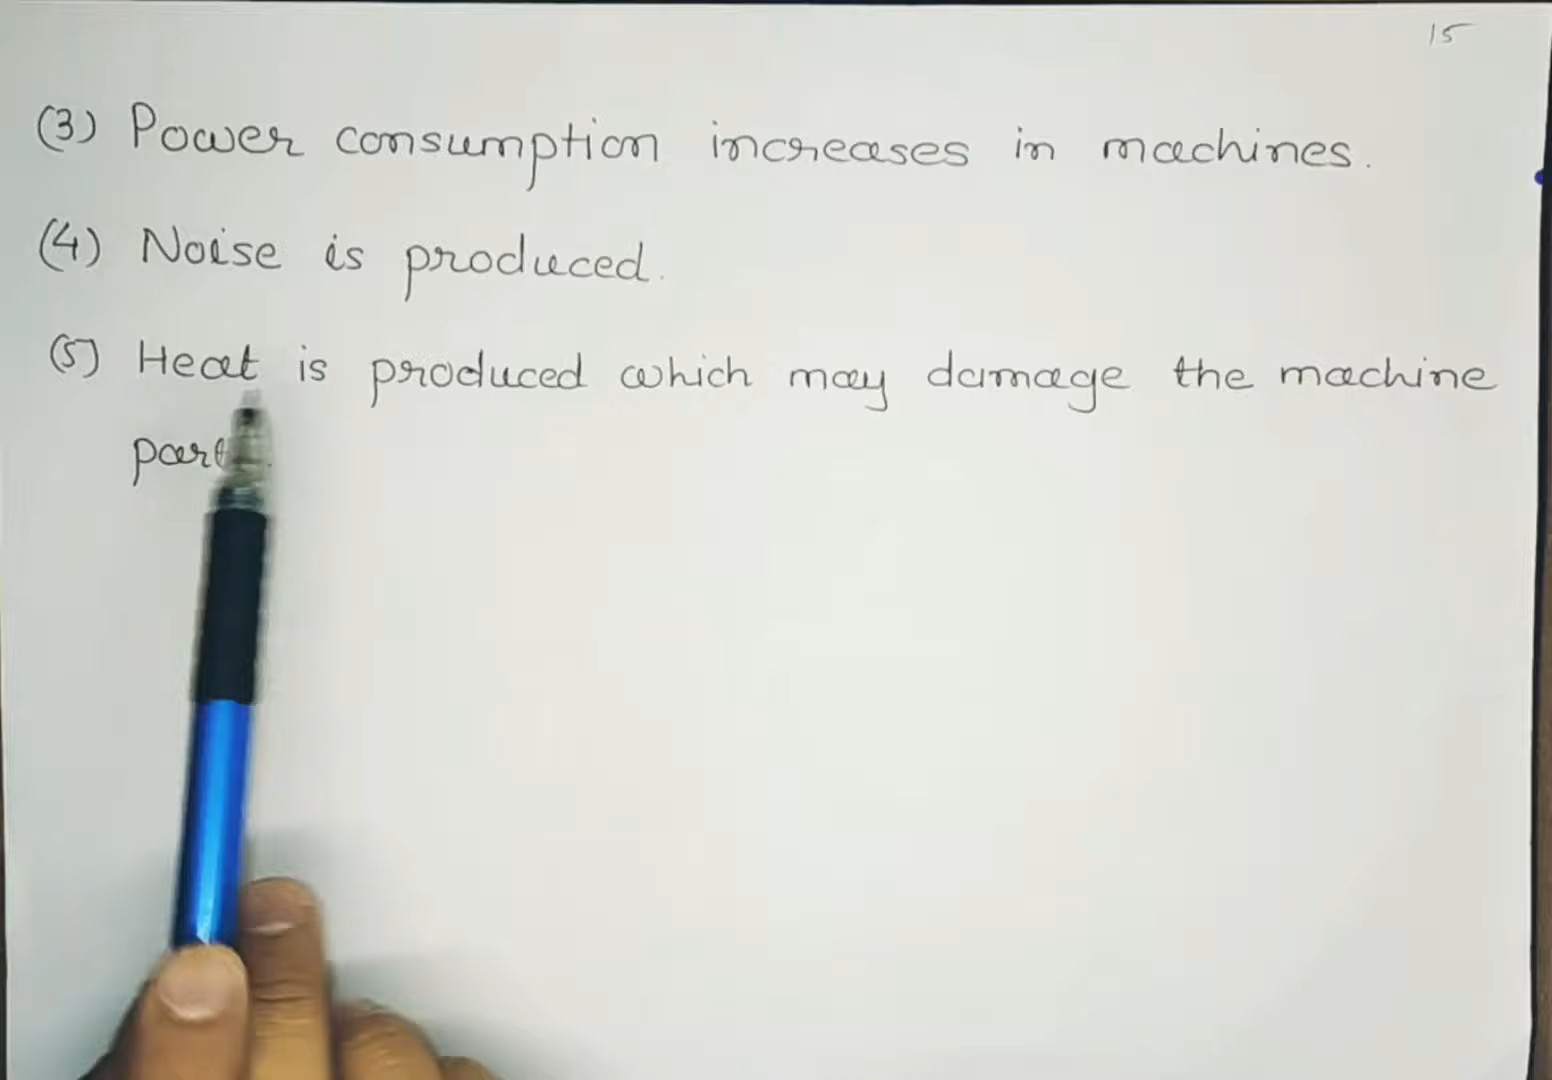 15
(3) Power consumption increases in machines.
(4) Noise is produced.
(5) Heat is produced which may damage the machine